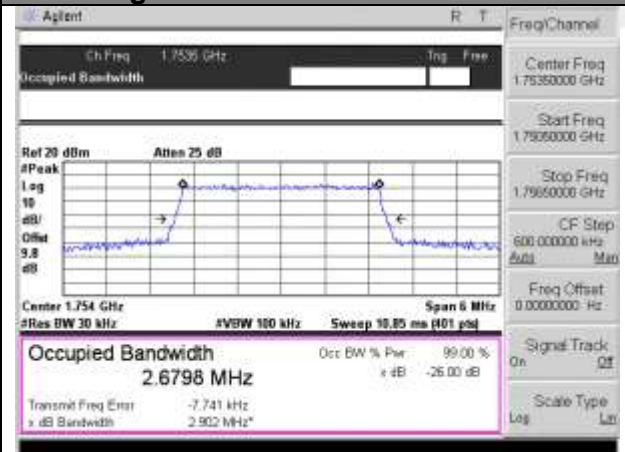 Agilent
R T
Freq/Channel
Ch Freq 1.7535 GHz
Trig Free
Occupied Bandwidth
Center Freq
1.75350000 GHz
Start Freq
1.75050000 GHz
Stop Freq
1.75650000 GHz
CF Step
600.000000 kHz
Auto Man
Freq Offset
0.00000000 Hz
Signal Track
On Off
Scale Type
Log Lin
Ref 20 dBm Atten 25 dB
#Peak
Log
10
dB/
Offst
9.8
dB
Center 1.754 GHz Span 6 MHz
#Res BW 30 kHz #VBW 100 kHz Sweep 10.85 ms (401 pts)
Occupied Bandwidth
2.6798 MHz
Occ BW % Pwr 99.00 %
x dB -26.00 dB
Transmit Freq Error -7.741 kHz
x dB Bandwidth 2.902 MHz*